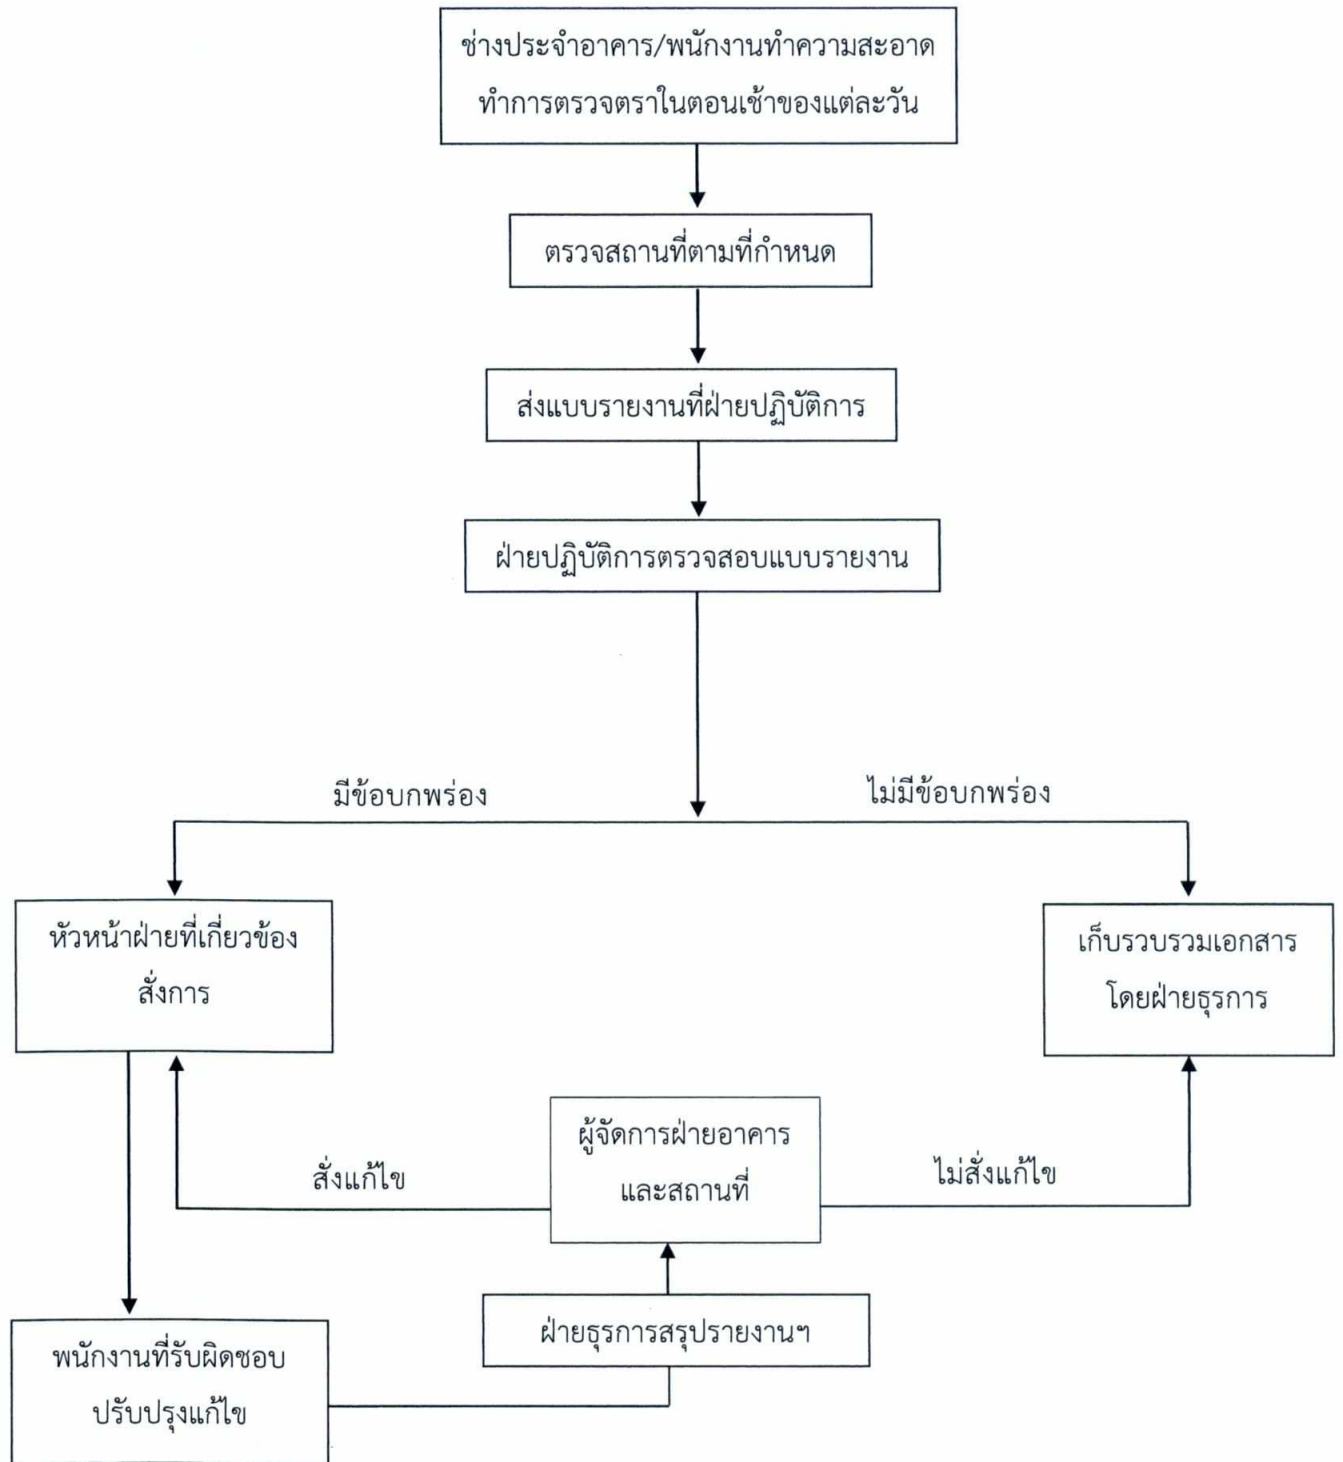 ช่างประจำอาคาร/พนักงานทำความสะอาด
ทำการตรวจตราในตอนเช้าของแต่ละวัน
ตรวจสถานที่ตามที่กำหนด
ส่งแบบรายงานที่ฝ่ายปฏิบัติการ
ฝ่ายปฏิบัติการตรวจสอบแบบรายงาน
มีข้อบกพร่อง
ไม่มีข้อบกพร่อง
หัวหน้าฝ่ายที่เกี่ยวข้อง
สั่งการ
เก็บรวบรวมเอกสาร
โดยฝ่ายธุรการ
ผู้จัดการฝ่ายอาคาร
และสถานที่
สั่งแก้ไข
ไม่สั่งแก้ไข
ฝ่ายธุรการสรุปรายงานฯ
พนักงานที่รับผิดชอบ
ปรับปรุงแก้ไข